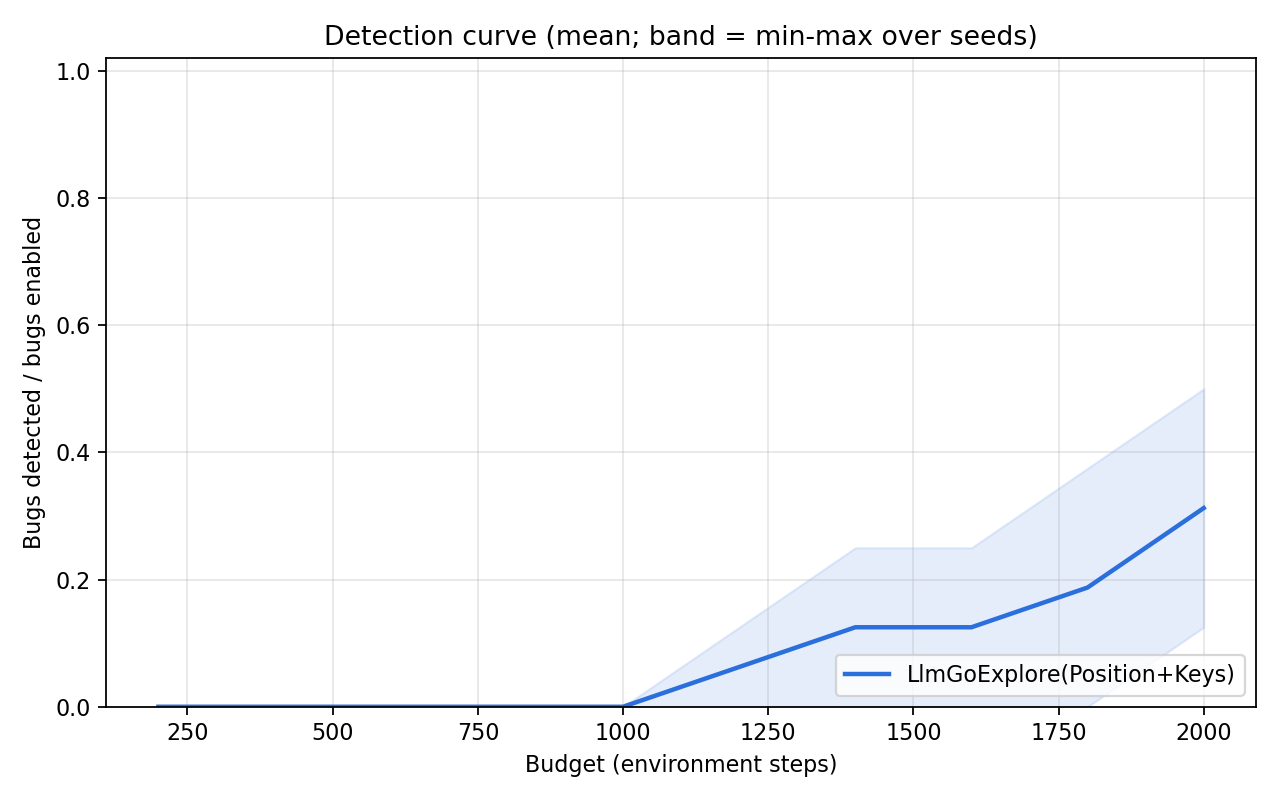 Detection curve (mean; band = min-max over seeds)
Bugs detected / bugs enabled
1.0
0.8
0.6
0.4
0.2
0.0
LlmGoExplore(Position+Keys)
250 500 750 1000 1250 1500 1750 2000
Budget (environment steps)